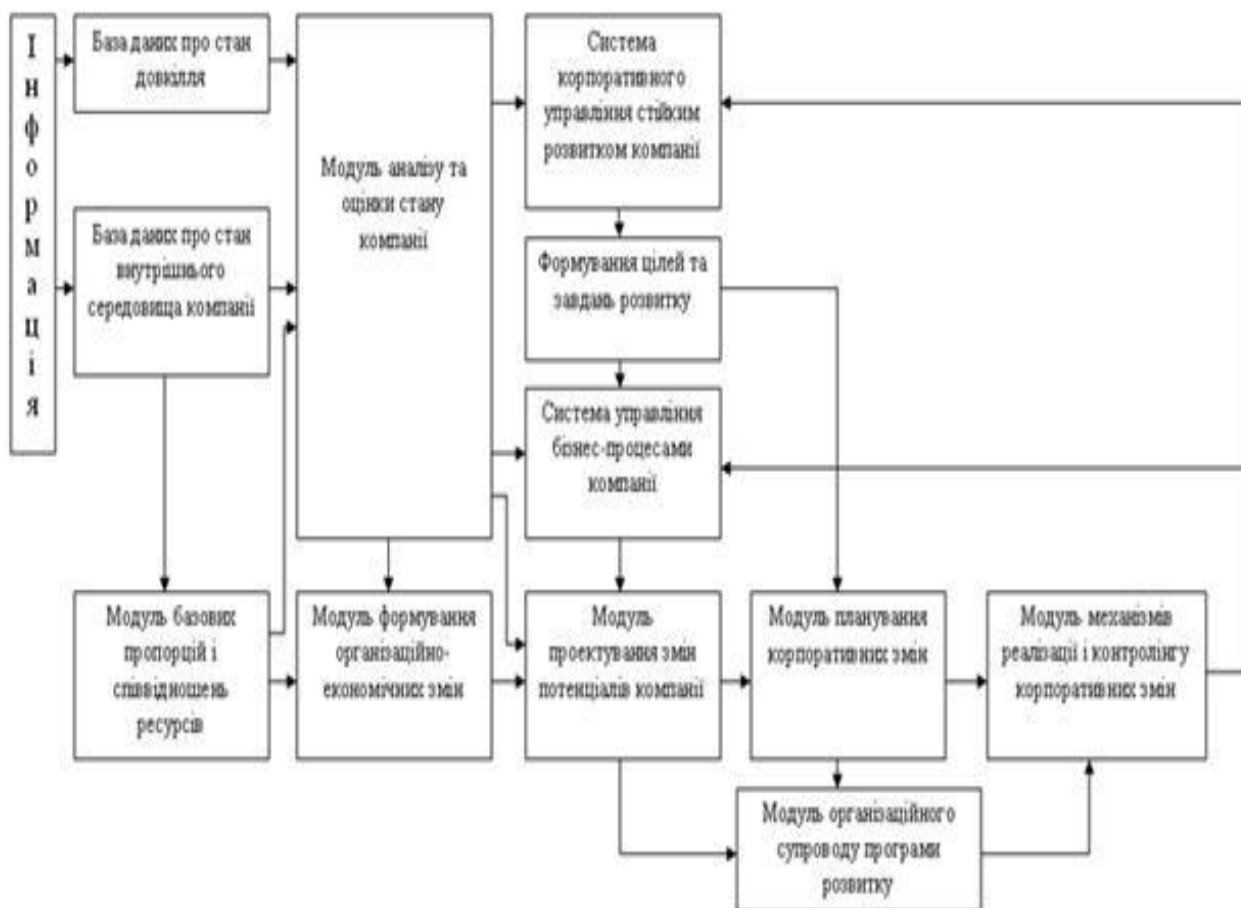 Інформація
База даних про стан
довкілля
База даних про стан
внутрішнього
середовища компанії
Модуль аналізу та
оцінки стану
компанії
Система
корпоративного
управління стійким
розвитком компанії
Формування цілей та
завдань розвитку
Система управління
бізнес-процесами
компанії
Модуль базових
пропорцій і
співвідношень
ресурсів
Модуль формування
організаційно-
економічних змін
Модуль
проектування змін
потенціалів компанії
Модуль планування
корпоративних змін
Модуль механізмів
реалізації і контролінгу
корпоративних змін
Модуль організаційного
супроводу програми
розвитку